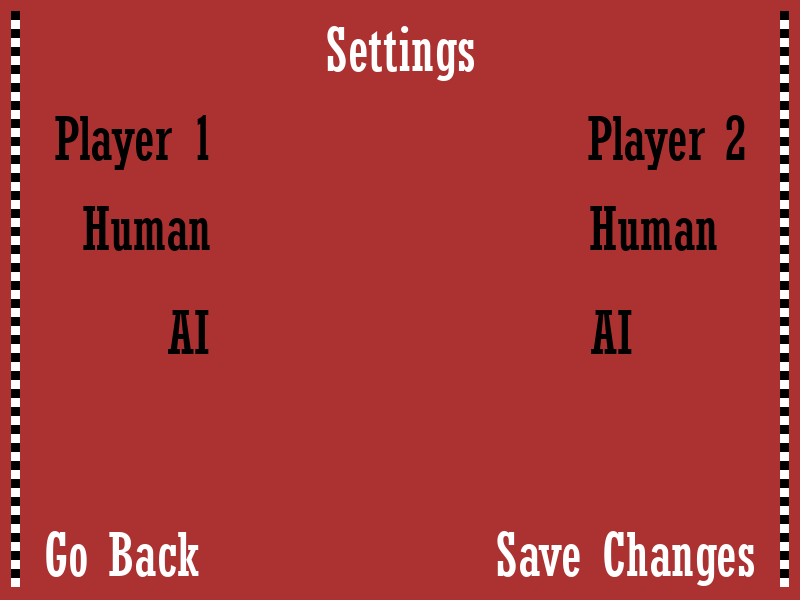 Settings
Player 1 Player 2
Human Human
AI AI
Go Back Save Changes